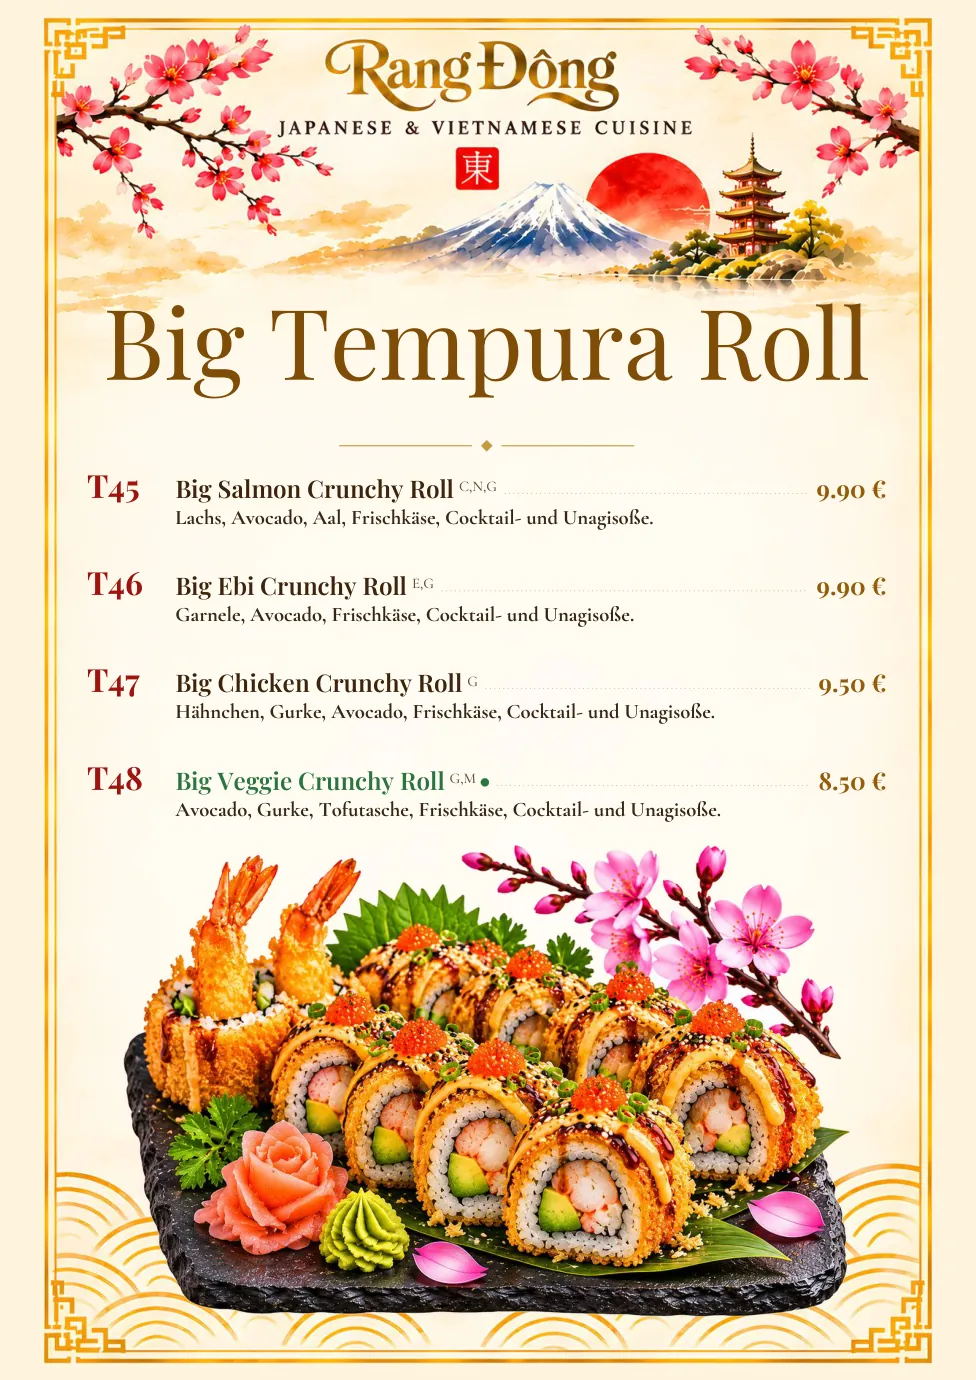 Rang Đông
JAPANESE & VIETNAMESE CUISINE
東
Big Tempura Roll
T45 Big Salmon Crunchy Roll C,N,G 9.90 €
Lachs, Avocado, Aal, Frischkäse, Cocktail- und Unagisoße.
T46 Big Ebi Crunchy Roll E,G 9.90 €
Garnele, Avocado, Frischkäse, Cocktail- und Unagisoße.
T47 Big Chicken Crunchy Roll G 9.50 €
Hähnchen, Gurke, Avocado, Frischkäse, Cocktail- und Unagisoße.
T48 Big Veggie Crunchy Roll G,M ● 8.50 €
Avocado, Gurke, Tofutasche, Frischkäse, Cocktail- und Unagisoße.